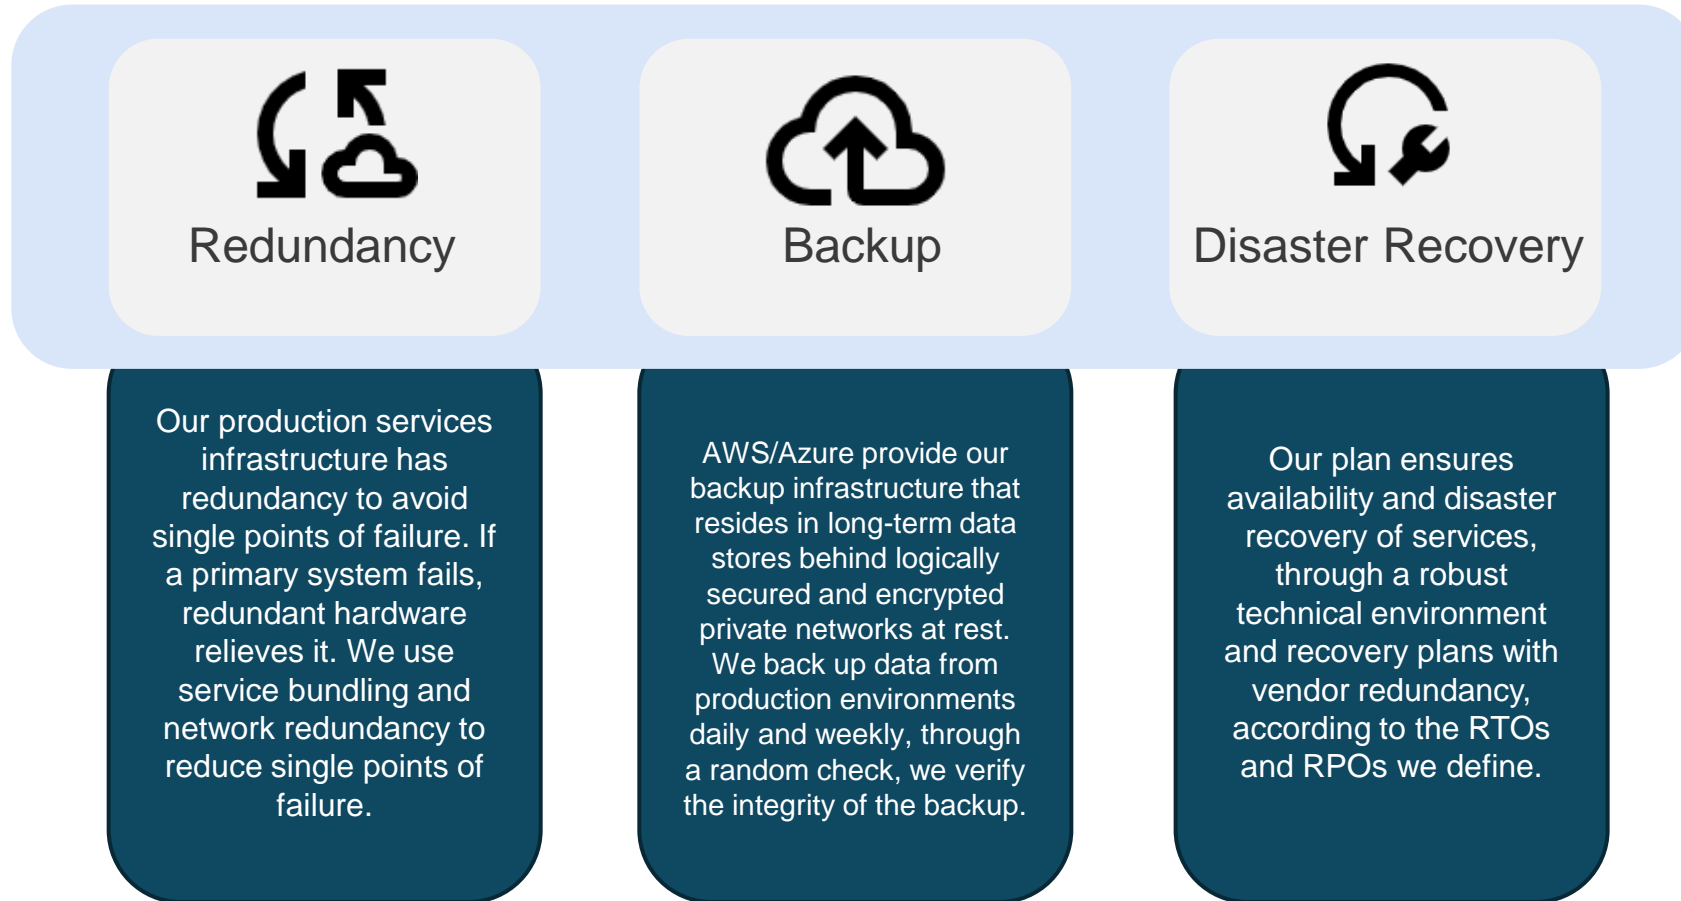 Redundancy
Backup
Disaster Recovery
Our production services
infrastructure has
redundancy to avoid
single points of failure. If
a primary system fails,
redundant hardware
relieves it. We use
service bundling and
network redundancy to
reduce single points of
failure.
AWS/Azure provide our
backup infrastructure that
resides in long-term data
stores behind logically
secured and encrypted
private networks at rest.
We back up data from
production environments
daily and weekly, through
a random check, we verify
the integrity of the backup.
Our plan ensures
availability and disaster
recovery of services,
through a robust
technical environment
and recovery plans with
vendor redundancy,
according to the RTOs
and RPOs we define.